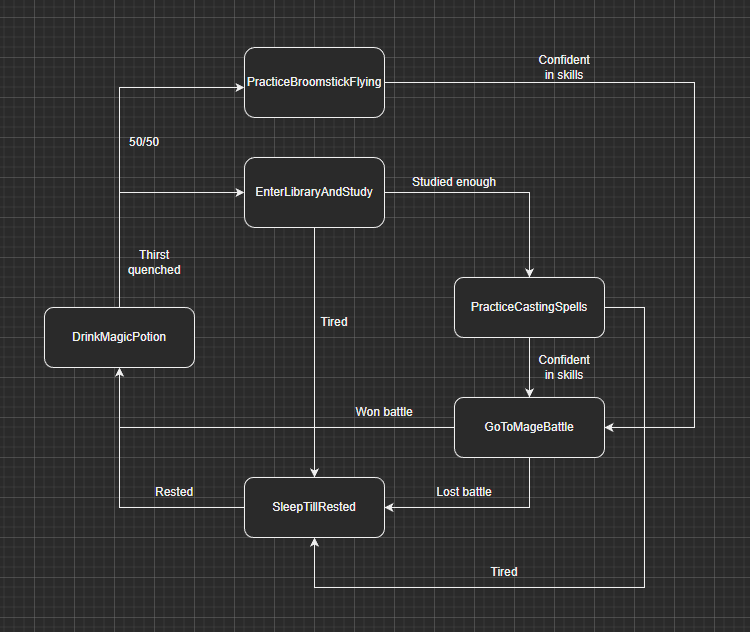 Confident
in skills
PracticeBroomstickFlying
50/50
Studied enough
EnterLibraryAndStudy
Thirst
quenched
PracticeCastingSpells
Tired
DrinkMagicPotion
Confident
in skills
Won battle
GoToMageBattle
Rested
Lost battle
SleepTillRested
Tired